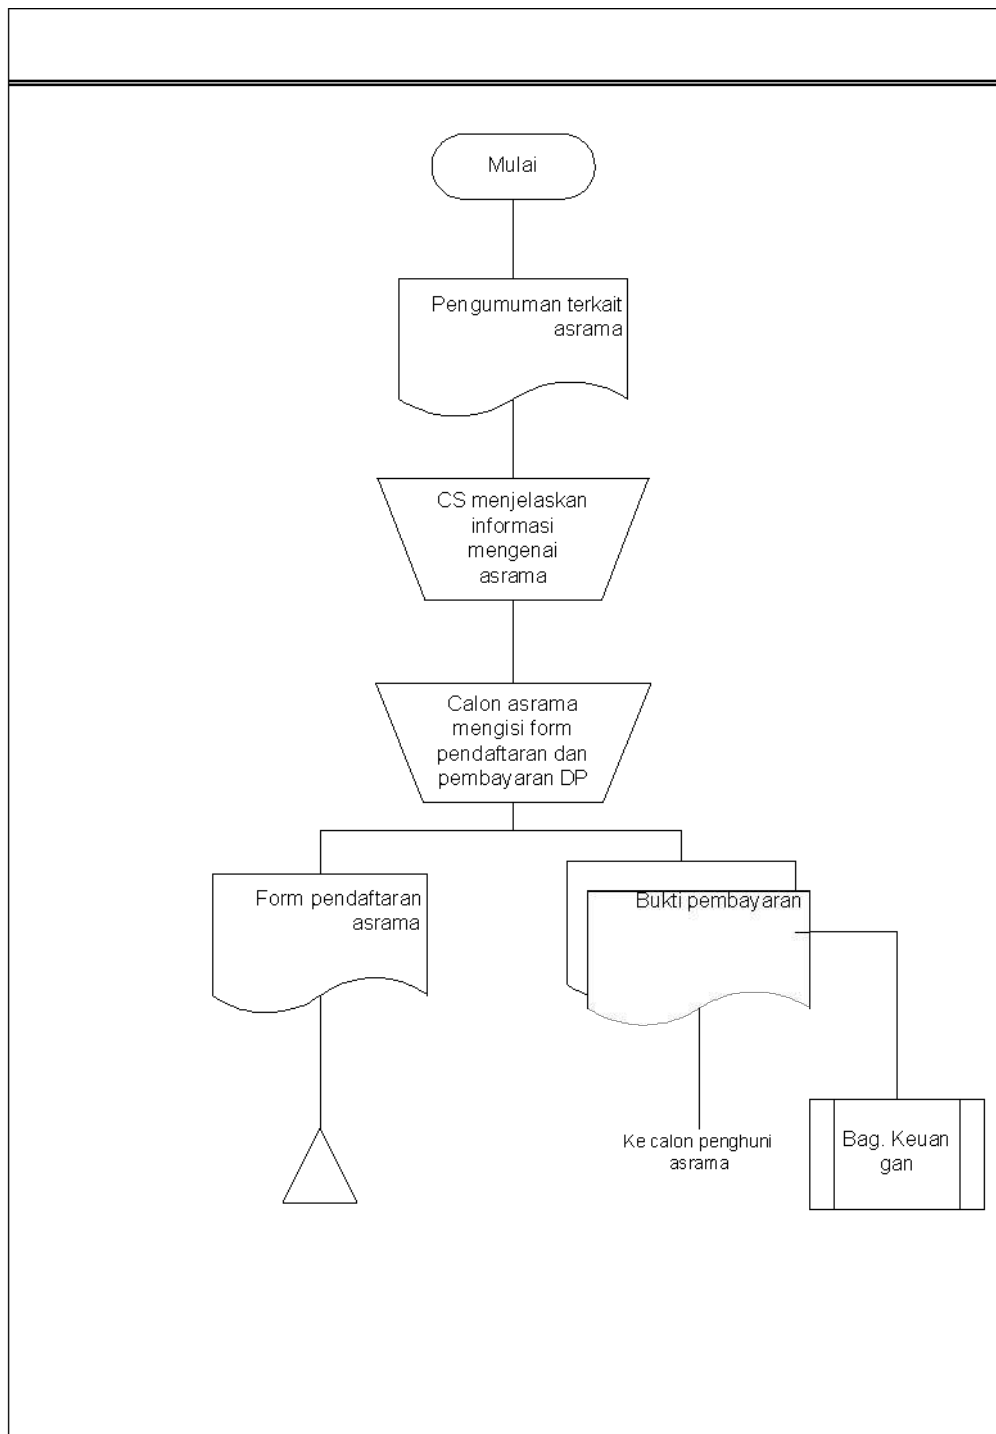 Mulai
Pengumuman terkait
asrama
CS menjelaskan
informasi
mengenai
asrama
Calon asrama
mengisi form
pendaftaran dan
pembayaran DP
Form pendaftaran
asrama
Bukti pembayaran
Ke calon penghuni
asrama
Bag. Keuan
gan